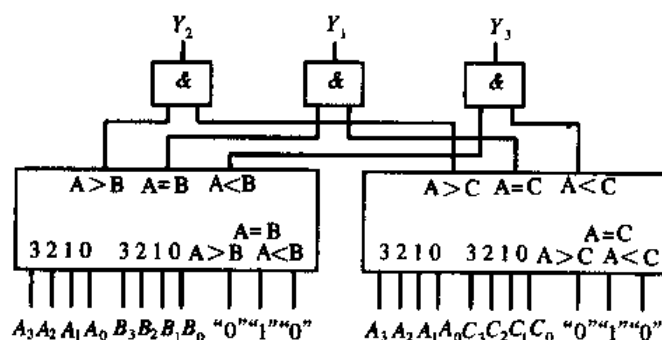 Y₂ Y₁ Y₃
& & &
A>B A=B A<B A>C A=C A<C
A=B A=C
3210 3210 A>B A<B 3210 3210 A>C A<C
A₃A₂A₁A₀ B₃B₂B₁B₀ “0”“1”“0” A₃A₂A₁A₀C₃C₂C₁C₀ “0”“1”“0”